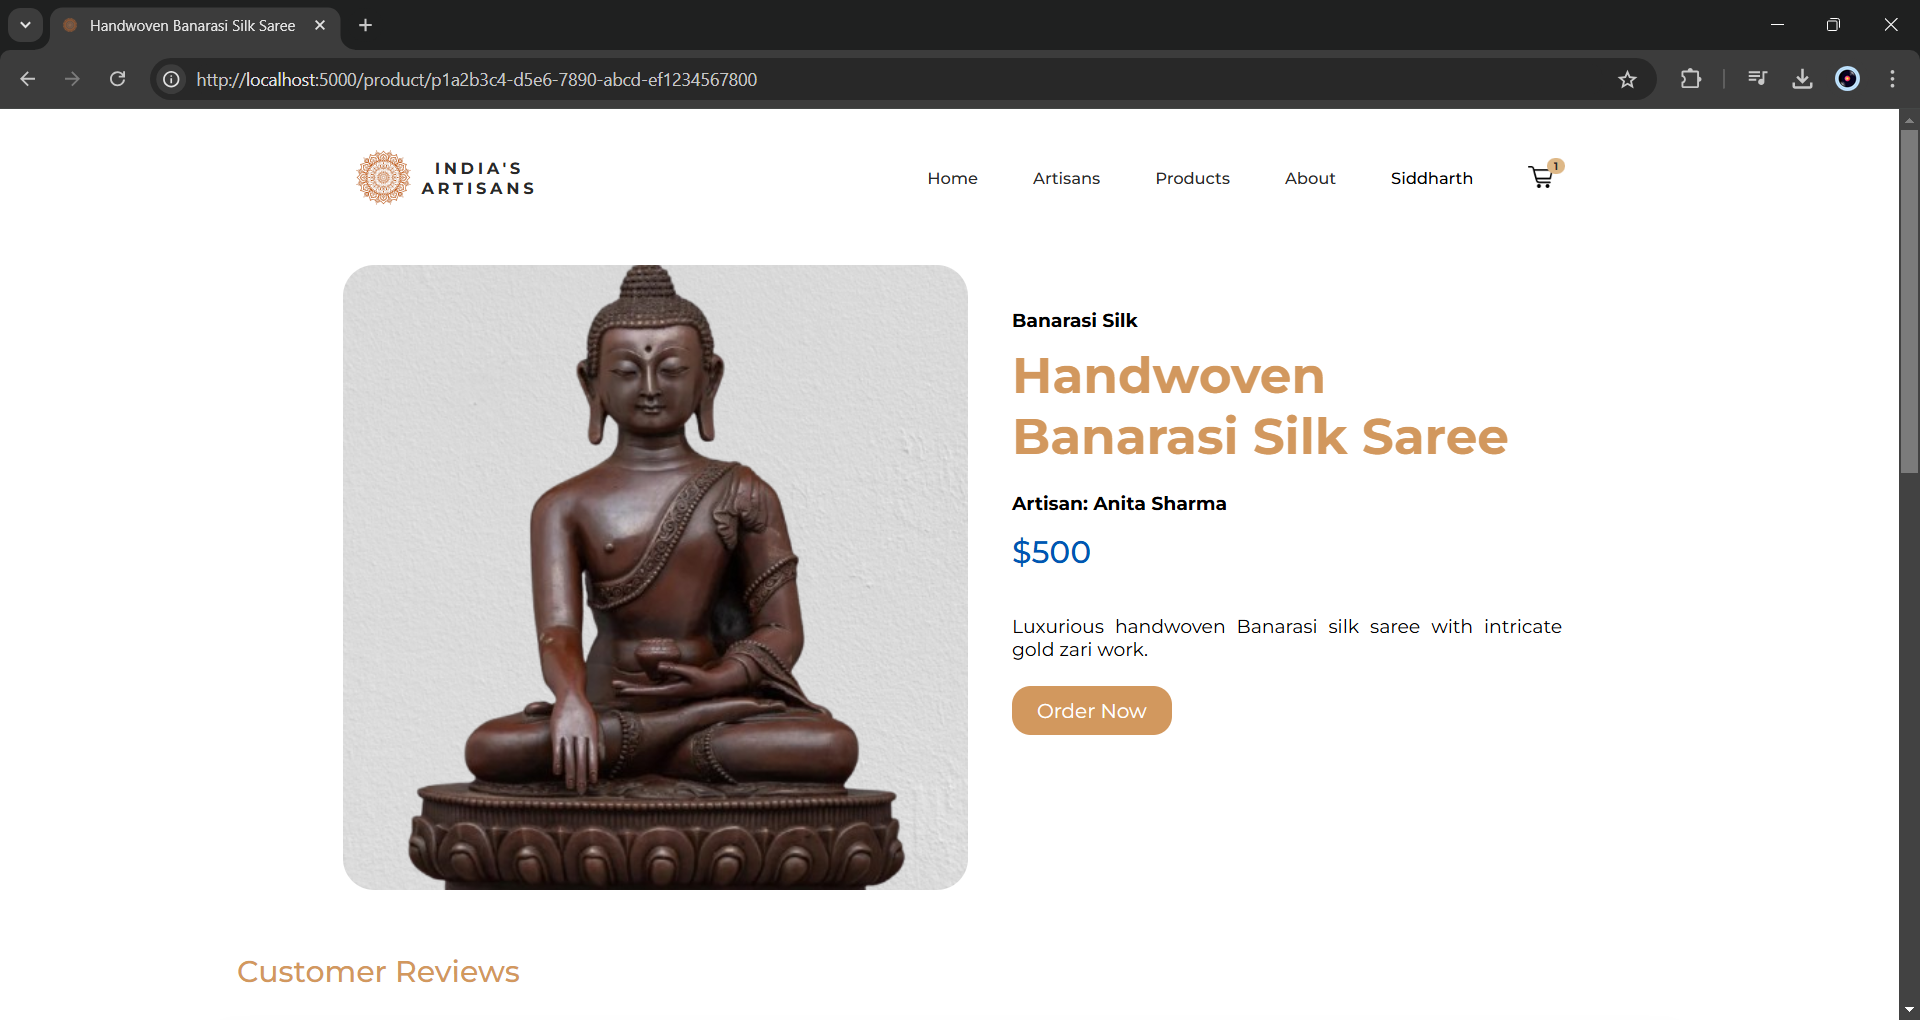 Handwoven Banarasi Silk Saree
http://localhost:5000/product/p1a2b3c4-d5e6-7890-abcd-ef1234567800
INDIA'S
ARTISANS
Home
Artisans
Products
About
Siddharth
1
Banarasi Silk
Handwoven
Banarasi Silk Saree
Artisan: Anita Sharma
$500
Luxurious handwoven Banarasi silk saree with intricate
gold zari work.
Order Now
Customer Reviews